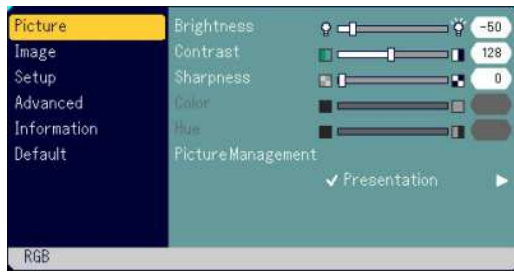 Picture
Image
Setup
Advanced
Information
Default
Brightness -50
Contrast 128
Sharpness 0
Color
Hue
Picture Management
Presentation
RGB